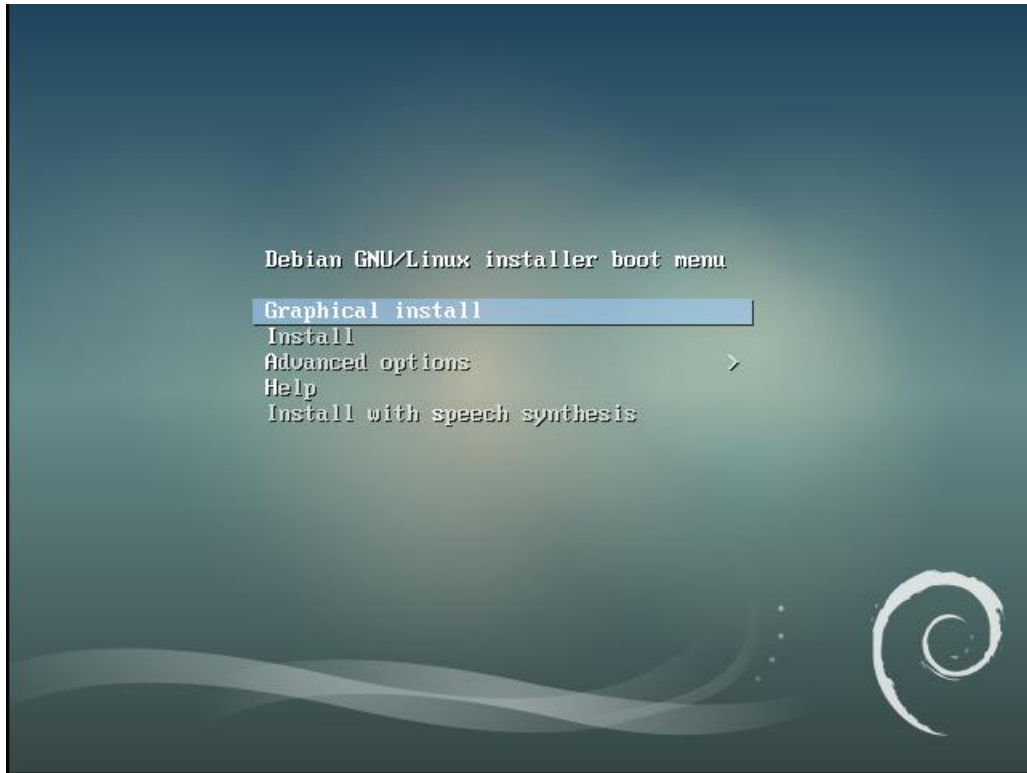 Debian GNU/Linux installer boot menu
Graphical install
Install
Advanced options >
Help
Install with speech synthesis